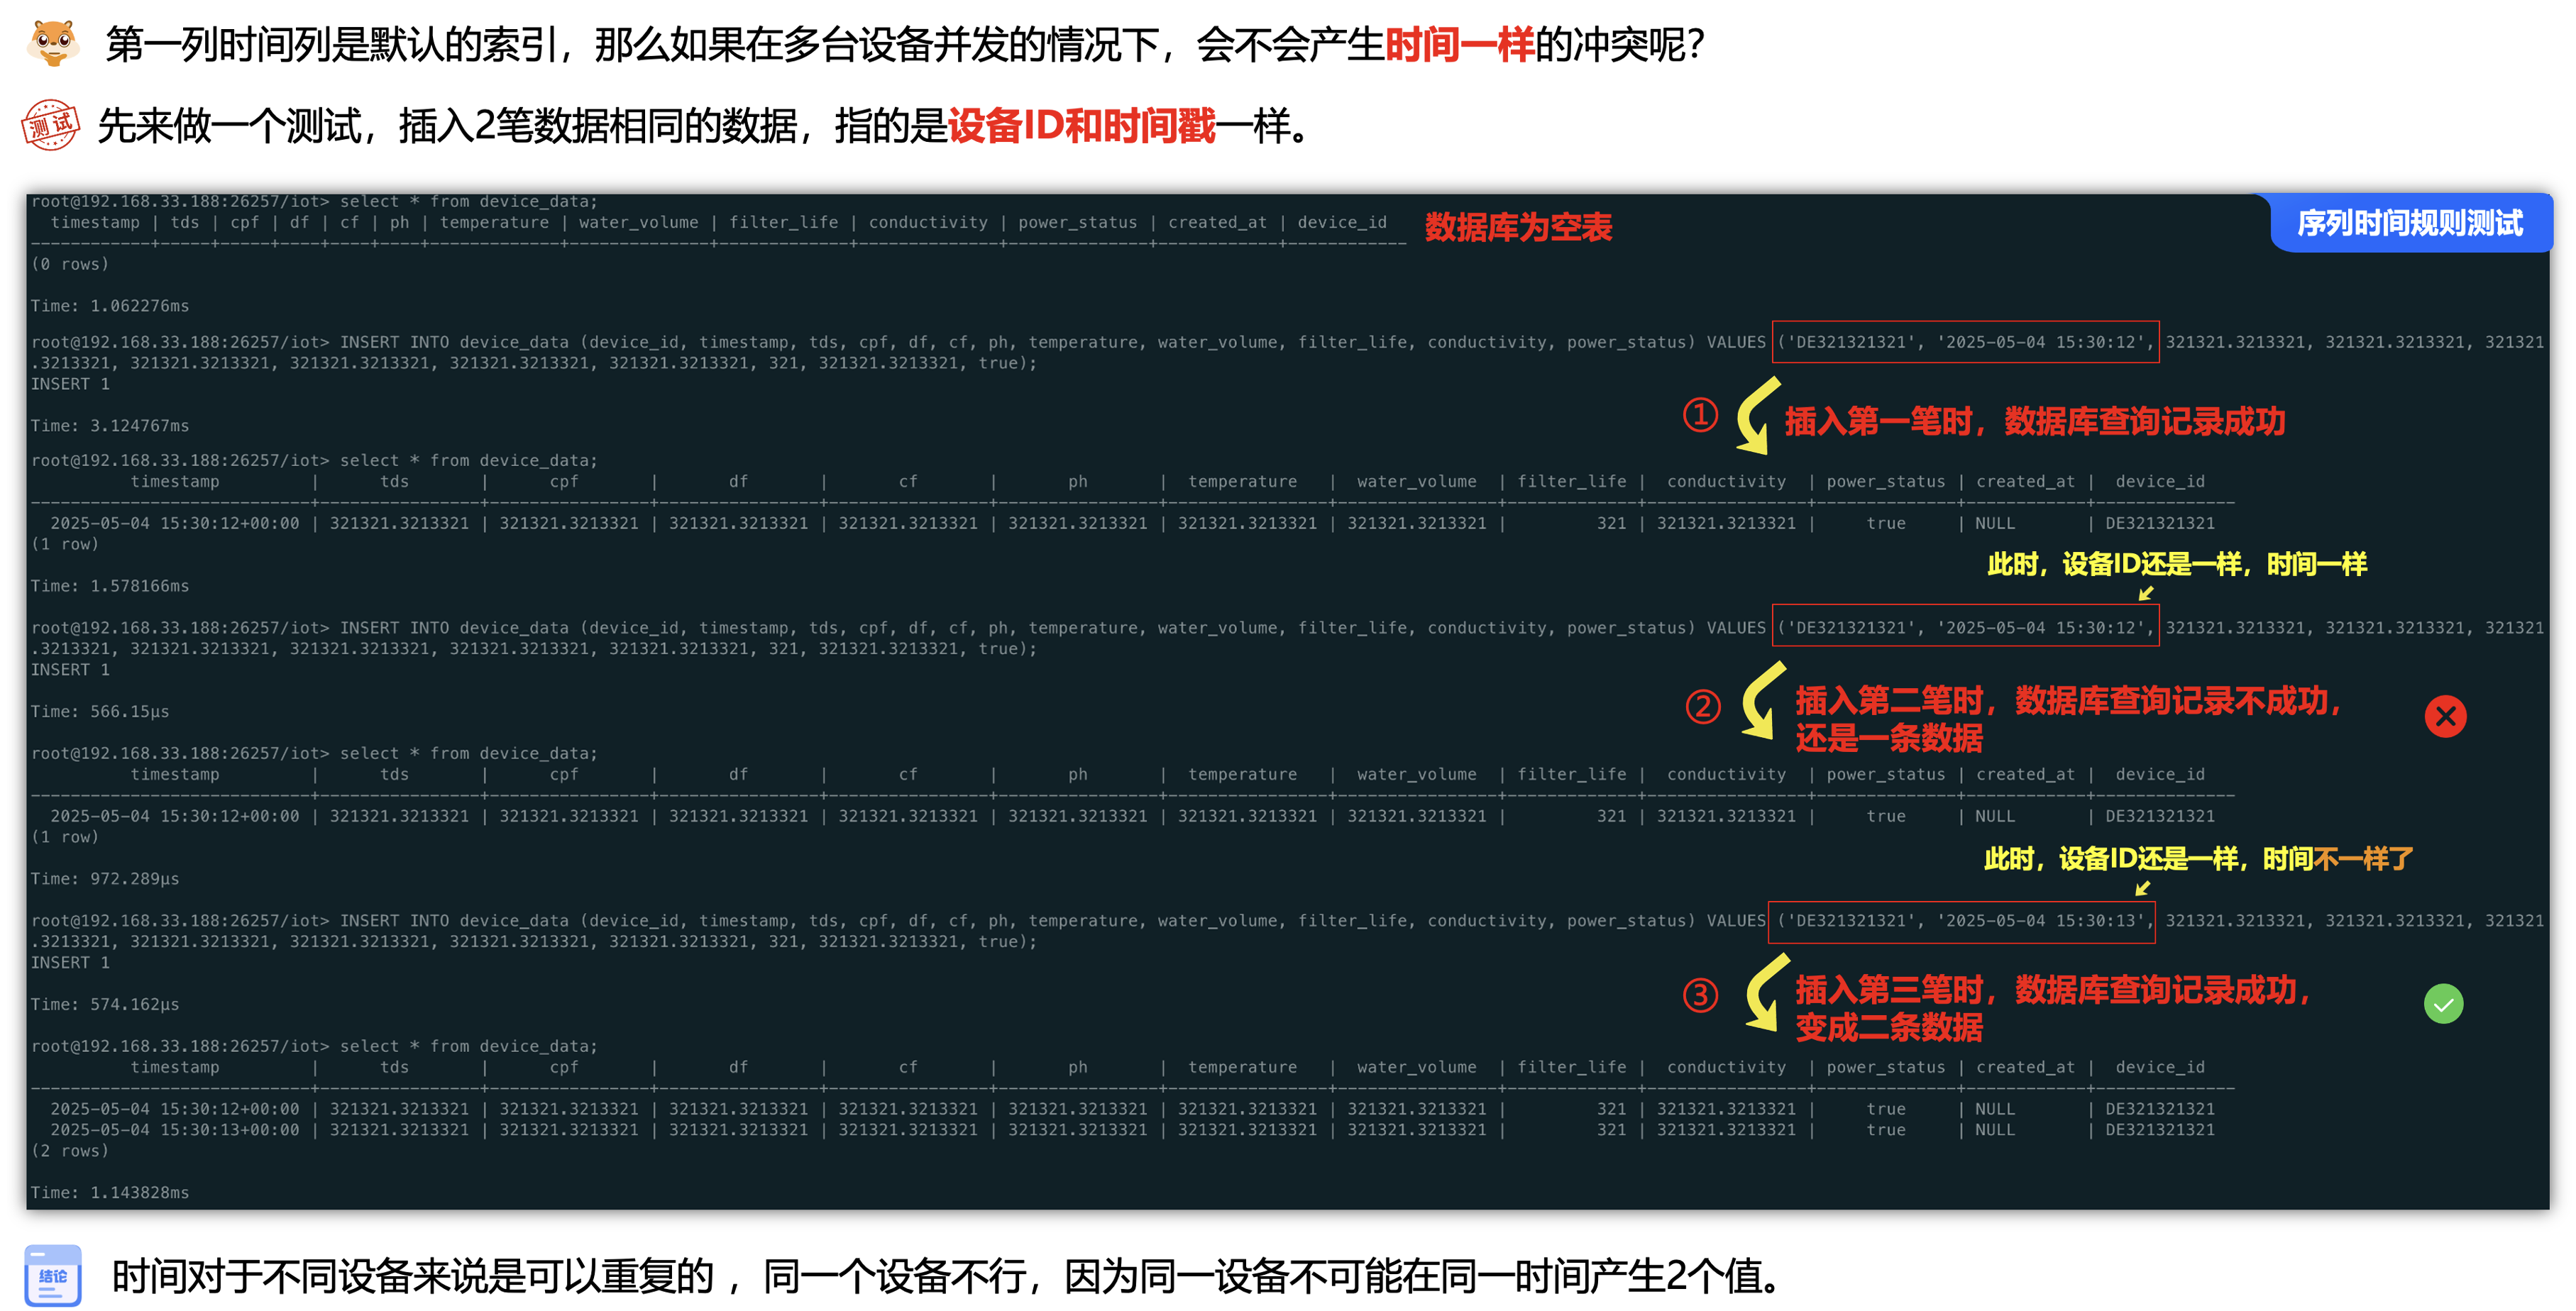 第一列时间列是默认的索引，那么如果在多台设备并发的情况下，会不会产生时间一样的冲突呢？
测试 先来做一个测试，插入2笔数据相同的数据，指的是设备ID和时间戳一样。
序列时间规则测试
root@192.168.33.188:26257/iot> select * from device_data;
timestamp | tds | cpf | df | cf | ph | temperature | water_volume | filter_life | conductivity | power_status | created_at | device_id
数据库为空表
(0 rows)
Time: 1.062276ms
root@192.168.33.188:26257/iot> INSERT INTO device_data (device_id, timestamp, tds, cpf, df, cf, ph, temperature, water_volume, filter_life, conductivity, power_status) VALUES ('DE321321321', '2025-05-04 15:30:12', 321321.3213321, 321321.3213321, 321321
.3213321, 321321.3213321, 321321.3213321, 321321.3213321, 321321.3213321, 321, 321321.3213321, true);
INSERT 1
① 插入第一笔时，数据库查询记录成功
Time: 3.124767ms
root@192.168.33.188:26257/iot> select * from device_data;
timestamp | tds | cpf | df | cf | ph | temperature | water_volume | filter_life | conductivity | power_status | created_at | device_id
2025-05-04 15:30:12+00:00 | 321321.3213321 | 321321.3213321 | 321321.3213321 | 321321.3213321 | 321321.3213321 | 321321.3213321 | 321321.3213321 | 321 | 321321.3213321 | true | NULL | DE321321321
(1 row)
此时，设备ID还是一样，时间一样
Time: 1.578166ms
root@192.168.33.188:26257/iot> INSERT INTO device_data (device_id, timestamp, tds, cpf, df, cf, ph, temperature, water_volume, filter_life, conductivity, power_status) VALUES ('DE321321321', '2025-05-04 15:30:12', 321321.3213321, 321321.3213321, 321321
.3213321, 321321.3213321, 321321.3213321, 321321.3213321, 321321.3213321, 321, 321321.3213321, true);
INSERT 1
② 插入第二笔时，数据库查询记录不成功，
还是一条数据
Time: 566.15µs
root@192.168.33.188:26257/iot> select * from device_data;
timestamp | tds | cpf | df | cf | ph | temperature | water_volume | filter_life | conductivity | power_status | created_at | device_id
2025-05-04 15:30:12+00:00 | 321321.3213321 | 321321.3213321 | 321321.3213321 | 321321.3213321 | 321321.3213321 | 321321.3213321 | 321321.3213321 | 321 | 321321.3213321 | true | NULL | DE321321321
(1 row)
此时，设备ID还是一样，时间不一样了
Time: 972.289µs
root@192.168.33.188:26257/iot> INSERT INTO device_data (device_id, timestamp, tds, cpf, df, cf, ph, temperature, water_volume, filter_life, conductivity, power_status) VALUES ('DE321321321', '2025-05-04 15:30:13', 321321.3213321, 321321.3213321, 321321
.3213321, 321321.3213321, 321321.3213321, 321321.3213321, 321321.3213321, 321, 321321.3213321, true);
INSERT 1
③ 插入第三笔时，数据库查询记录成功，
变成二条数据
Time: 574.162µs
root@192.168.33.188:26257/iot> select * from device_data;
timestamp | tds | cpf | df | cf | ph | temperature | water_volume | filter_life | conductivity | power_status | created_at | device_id
2025-05-04 15:30:12+00:00 | 321321.3213321 | 321321.3213321 | 321321.3213321 | 321321.3213321 | 321321.3213321 | 321321.3213321 | 321321.3213321 | 321 | 321321.3213321 | true | NULL | DE321321321
2025-05-04 15:30:13+00:00 | 321321.3213321 | 321321.3213321 | 321321.3213321 | 321321.3213321 | 321321.3213321 | 321321.3213321 | 321321.3213321 | 321 | 321321.3213321 | true | NULL | DE321321321
(2 rows)
Time: 1.143828ms
结论 时间对于不同设备来说是可以重复的 ，同一个设备不行，因为同一设备不可能在同一时间产生2个值。